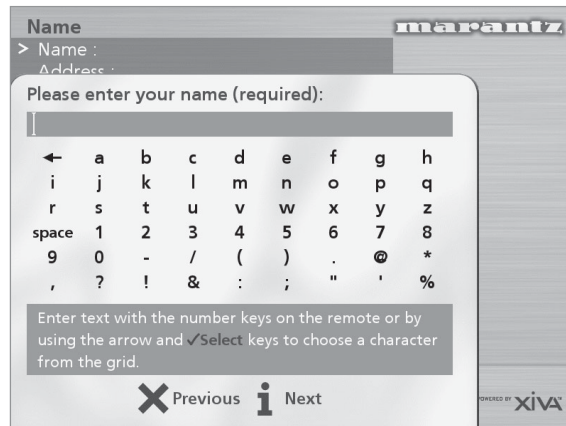 Name
marantz
> Name :
Address :
Please enter your name (required):
← a b c d e f g h
i j k l m n o p q
r s t u v w x y z
space 1 2 3 4 5 6 7 8
9 0 - / ( ) . @ *
, ? ! & : ; " ' %
Enter text with the number keys on the remote or by
using the arrow and ✓Select keys to choose a character
from the grid.
Previous Next
POWERED BY XiVA